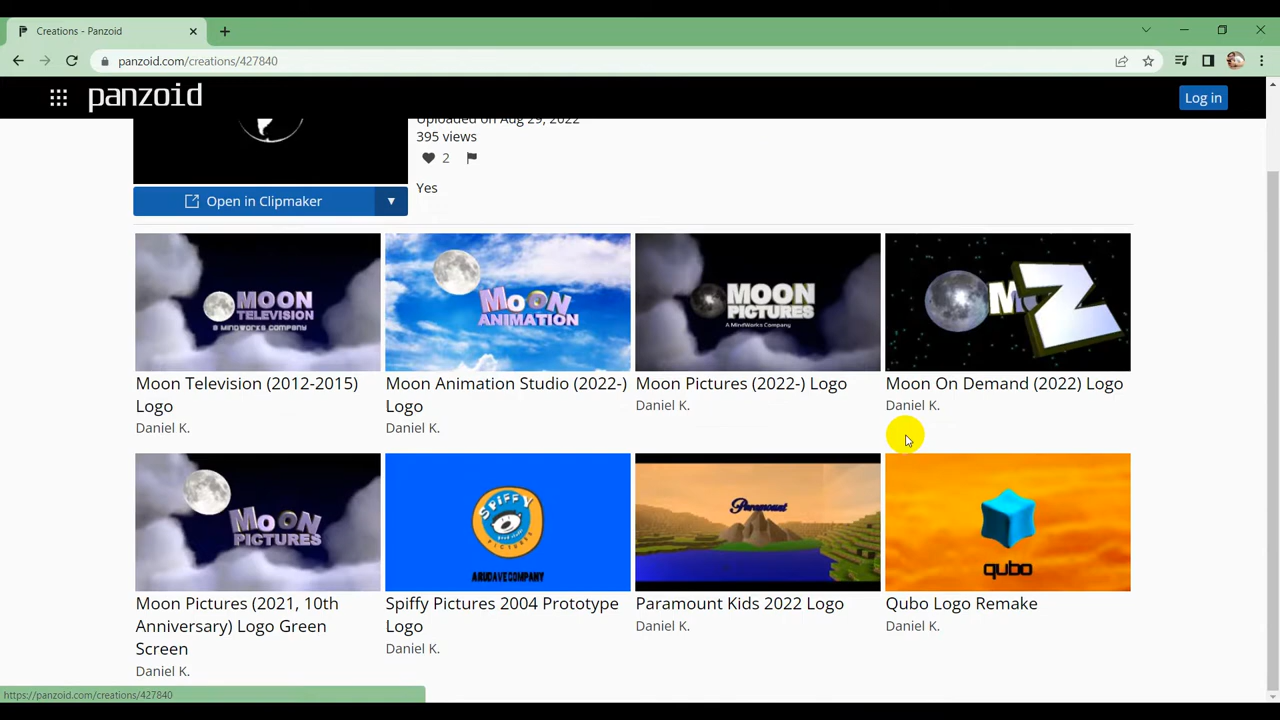 Creations - Panzoid
panzoid.com/creations/427840
panzoid
Log in
Uploaded on Aug 29, 2022
395 views
2
Yes
Open in Clipmaker
MOON
TELEVISION
A MINDWORKS COMPANY
MOON
ANIMATION
MOON
PICTURES
A MindWorks Company
M
Z
Moon Television (2012-2015)
Logo
Daniel K.
Moon Animation Studio (2022-)
Logo
Daniel K.
Moon Pictures (2022-) Logo
Daniel K.
Moon On Demand (2022) Logo
Daniel K.
MOON
PICTURES
SPIFFY
PICTURES
A RUDAVE COMPANY
Paramount
qubo
Moon Pictures (2021, 10th
Anniversary) Logo Green
Screen
Daniel K.
Spiffy Pictures 2004 Prototype
Logo
Daniel K.
Paramount Kids 2022 Logo
Daniel K.
Qubo Logo Remake
Daniel K.
https://panzoid.com/creations/427840